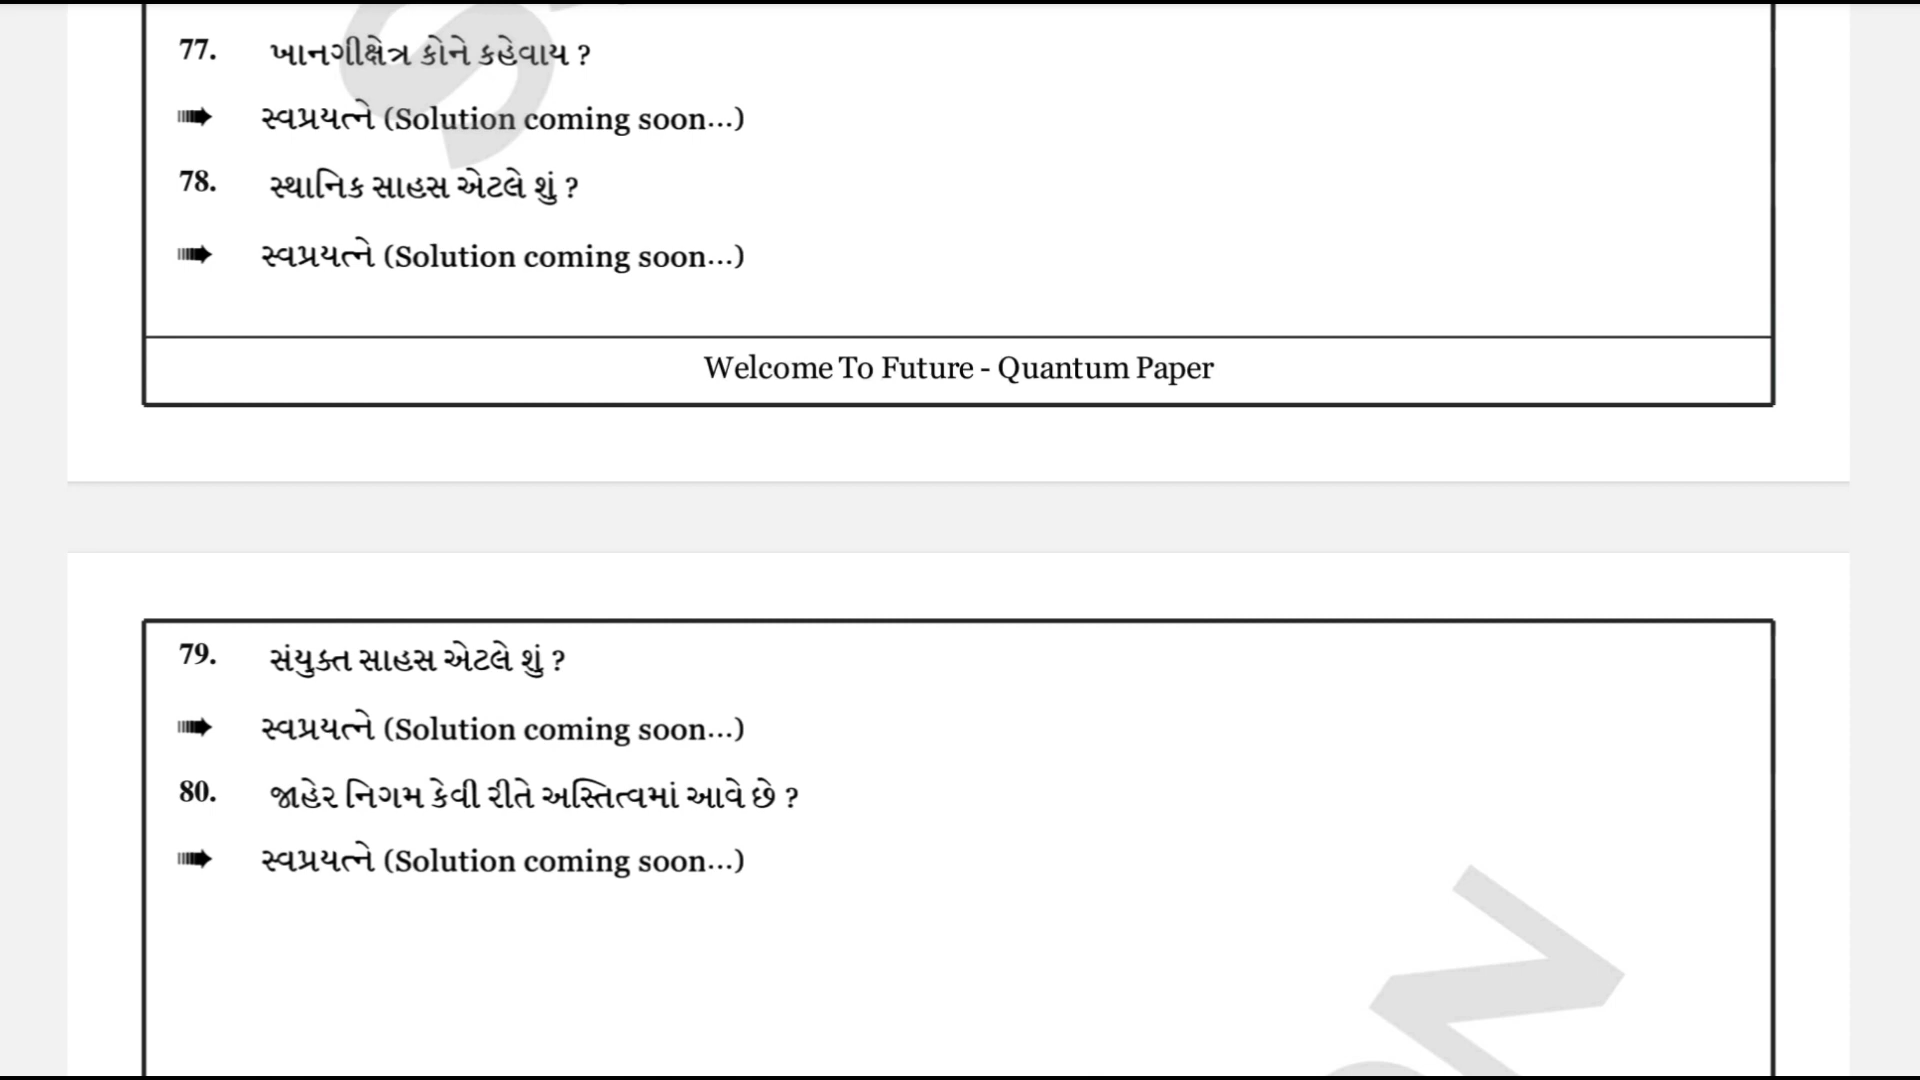 77. ખાનગીક્ષેત્ર કોને કહેવાય ?
સ્વપ્રયત્ને (Solution coming soon...)
78. સ્થાનિક સાહસ એટલે શું ?
સ્વપ્રયત્ને (Solution coming soon...)
Welcome To Future - Quantum Paper
79. સંયુક્ત સાહસ એટલે શું ?
સ્વપ્રયત્ને (Solution coming soon...)
80. જાહેર નિગમ કેવી રીતે અસ્તિત્વમાં આવે છે ?
સ્વપ્રયત્ને (Solution coming soon...)